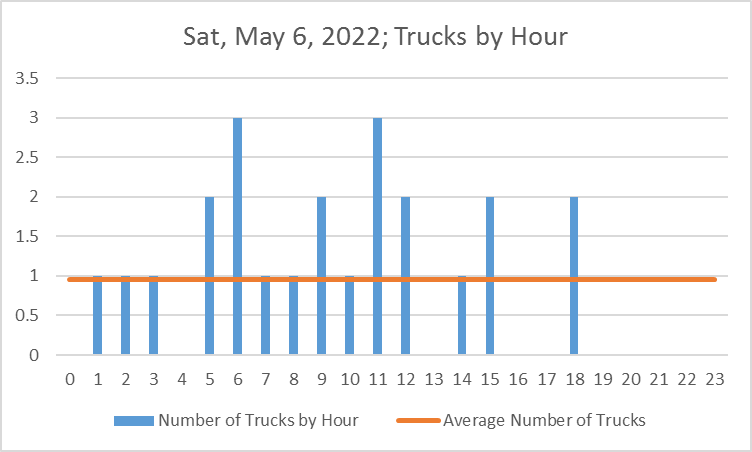 Sat, May 6, 2022; Trucks by Hour
3.5
3
2.5
2
1.5
1
0.5
0
0 1 2 3 4 5 6 7 8 9 10 11 12 13 14 15 16 17 18 19 20 21 22 23
Number of Trucks by Hour Average Number of Trucks